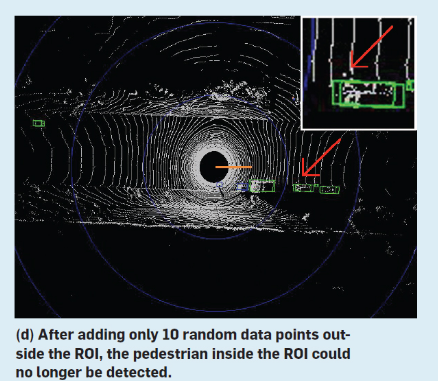 (d) After adding only 10 random data points out-
side the ROI, the pedestrian inside the ROI could
no longer be detected.